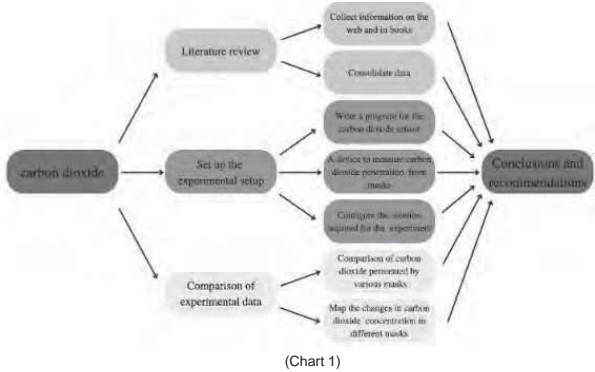 Collect information on the
web and in books
Literature review
Consolidate data
Write a program for the
carbon dioxide sensor
carbon dioxide
Set up the
experimental setup
A device to measure carbon
dioxide penetration from
masks
Conclusions and
recommendations
Configure the solution
required for the experiment
Comparison of
experimental data
Comparison of carbon
dioxide permeated by
various masks
Map the changes in carbon
dioxide concentration in
different masks
(Chart 1)